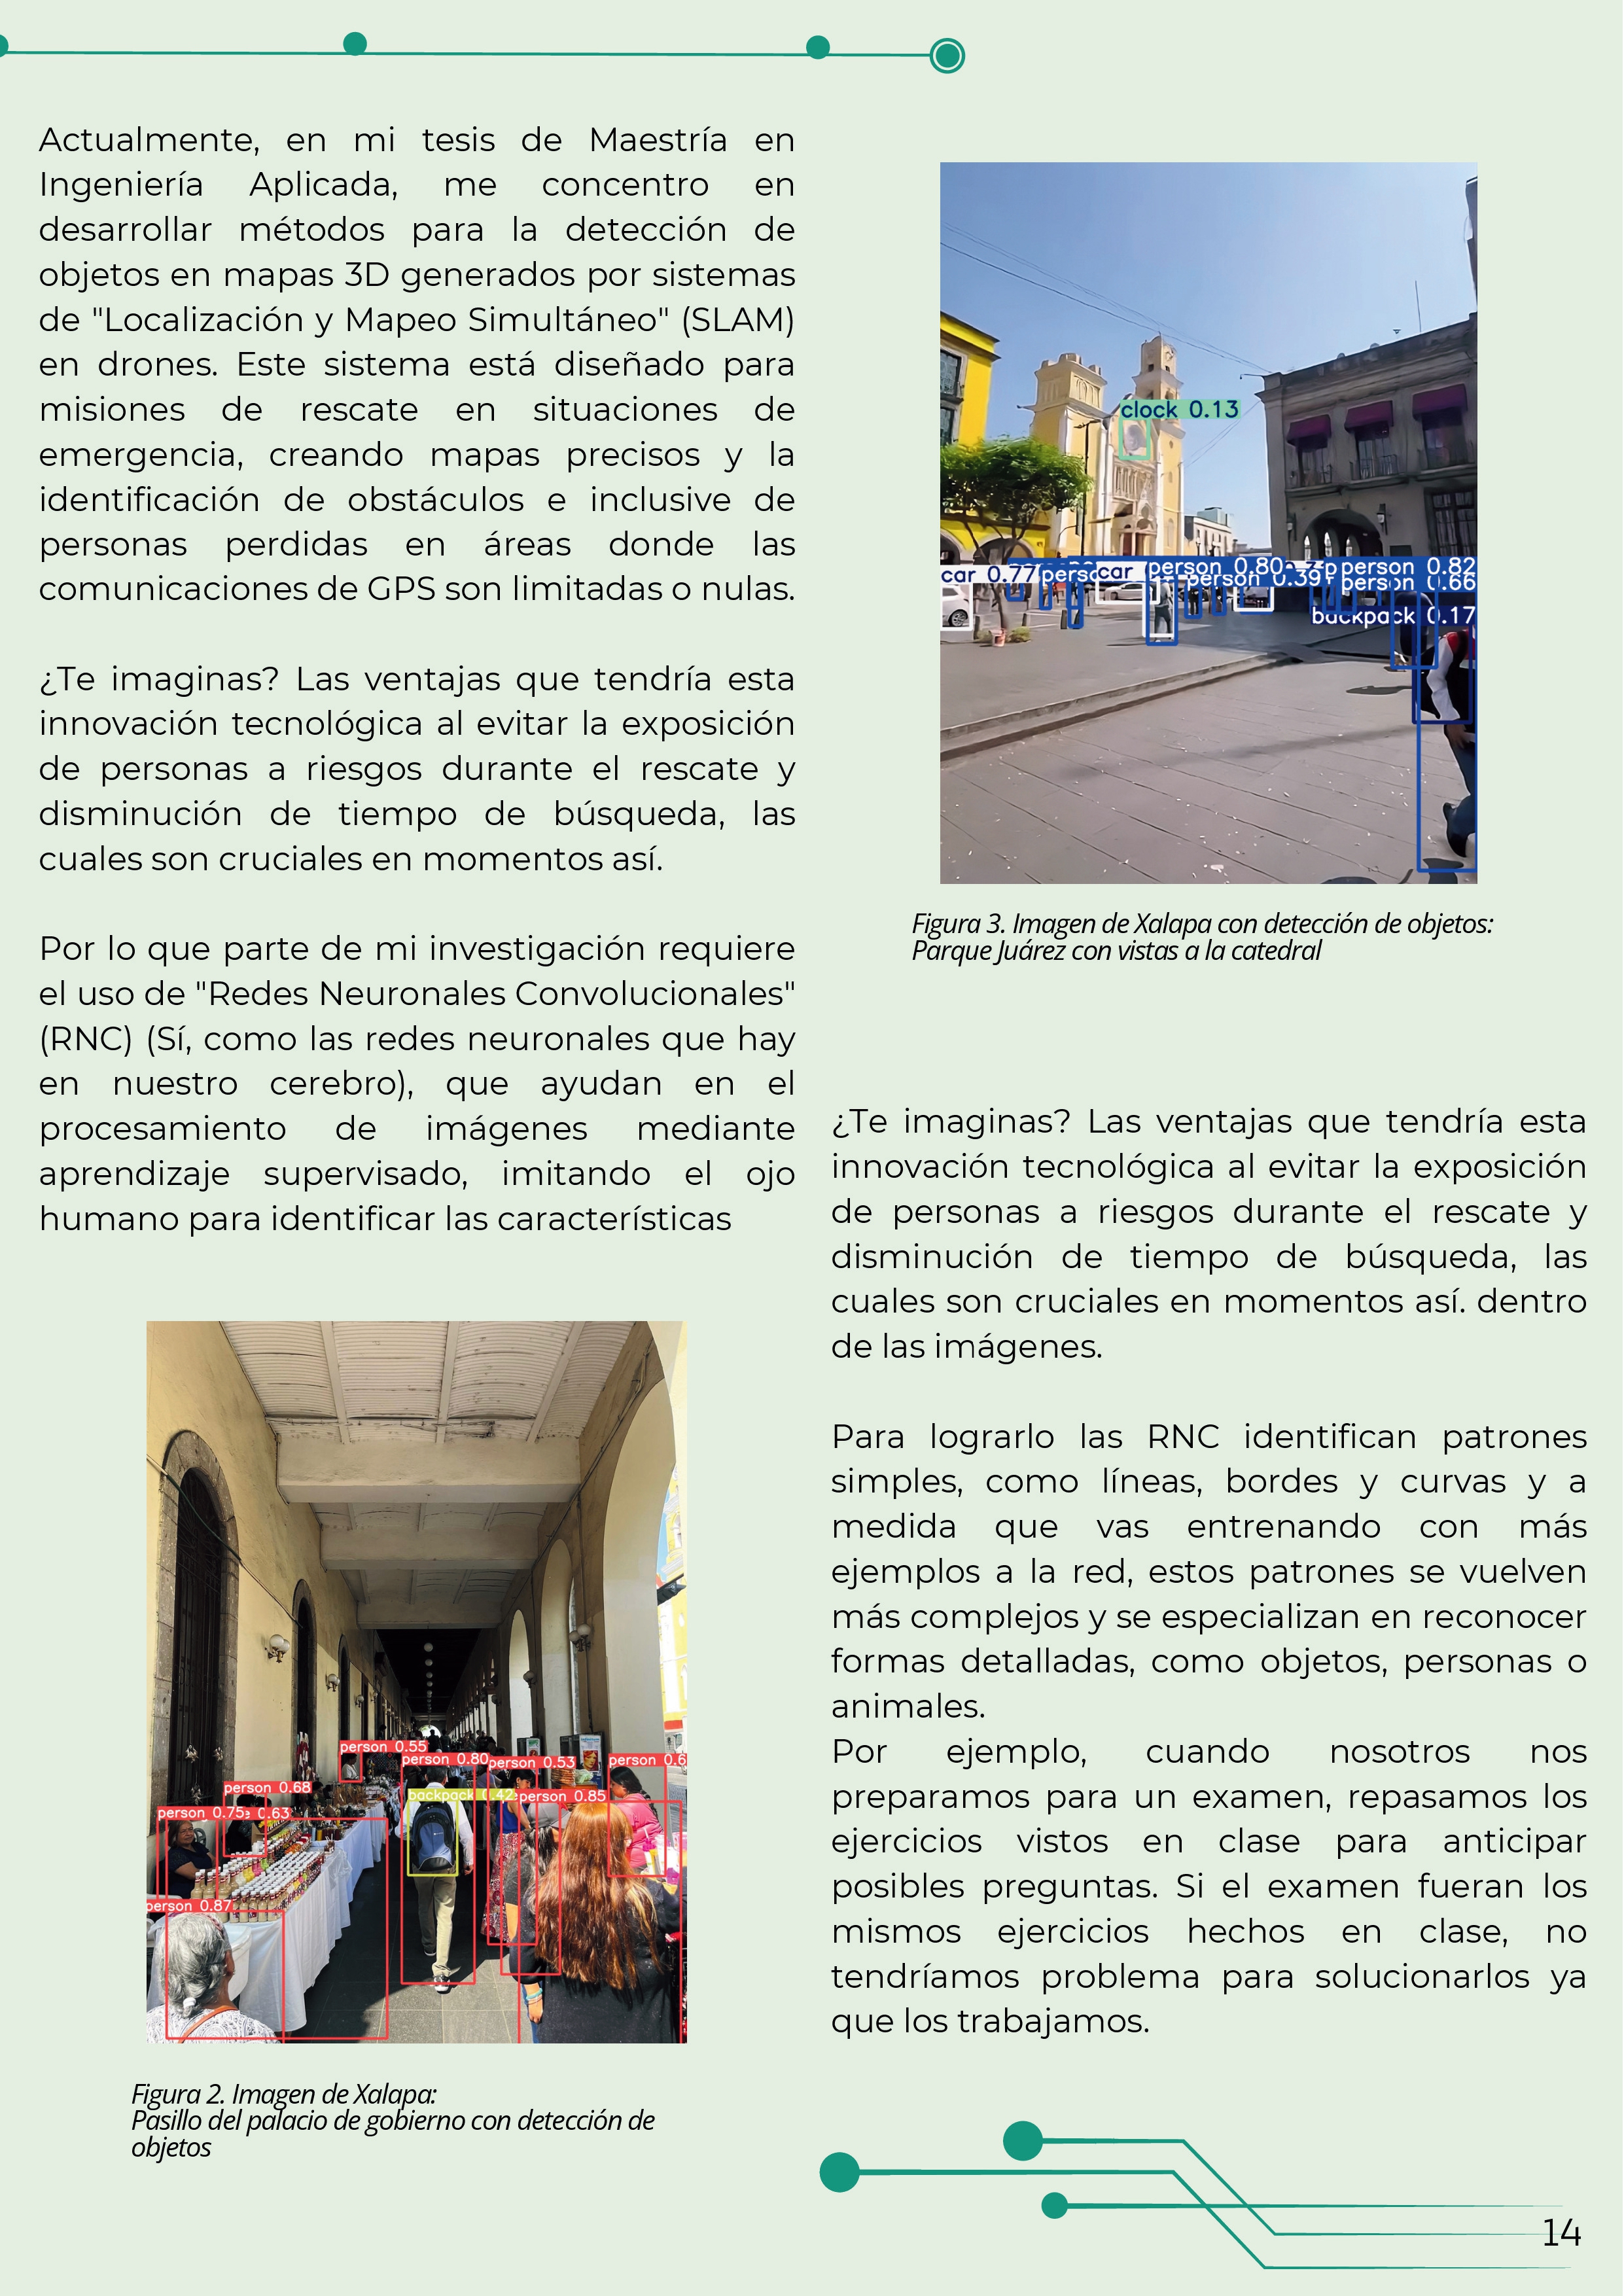 Actualmente, en mi tesis de Maestría en
Ingeniería Aplicada, me concentro en
desarrollar métodos para la detección de
objetos en mapas 3D generados por sistemas
de "Localización y Mapeo Simultáneo" (SLAM)
en drones. Este sistema está diseñado para
misiones de rescate en situaciones de
emergencia, creando mapas precisos y la
identificación de obstáculos e inclusive de
personas perdidas en áreas donde las
comunicaciones de GPS son limitadas o nulas.
¿Te imaginas? Las ventajas que tendría esta
innovación tecnológica al evitar la exposición
de personas a riesgos durante el rescate y
disminución de tiempo de búsqueda, las
cuales son cruciales en momentos así.
Por lo que parte de mi investigación requiere
el uso de "Redes Neuronales Convolucionales"
(RNC) (Sí, como las redes neuronales que hay
en nuestro cerebro), que ayudan en el
procesamiento de imágenes mediante
aprendizaje supervisado, imitando el ojo
humano para identificar las características
person 0.55
person 0.80
person 0.53
person 0.6
person 0.68
backpack 0.42
person 0.85
person 0.75
0.63
person 0.87
Figura 2. Imagen de Xalapa:
Pasillo del palacio de gobierno con detección de
objetos
clock 0.13
car 0.77
car
person 0.80
person 0.82
person 0.39
person 0.66
backpack 0.17
Figura 3. Imagen de Xalapa con detección de objetos:
Parque Juárez con vistas a la catedral
¿Te imaginas? Las ventajas que tendría esta
innovación tecnológica al evitar la exposición
de personas a riesgos durante el rescate y
disminución de tiempo de búsqueda, las
cuales son cruciales en momentos así. dentro
de las imágenes.
Para lograrlo las RNC identifican patrones
simples, como líneas, bordes y curvas y a
medida que vas entrenando con más
ejemplos a la red, estos patrones se vuelven
más complejos y se especializan en reconocer
formas detalladas, como objetos, personas o
animales.
Por ejemplo, cuando nosotros nos
preparamos para un examen, repasamos los
ejercicios vistos en clase para anticipar
posibles preguntas. Si el examen fueran los
mismos ejercicios hechos en clase, no
tendríamos problema para solucionarlos ya
que los trabajamos.
14